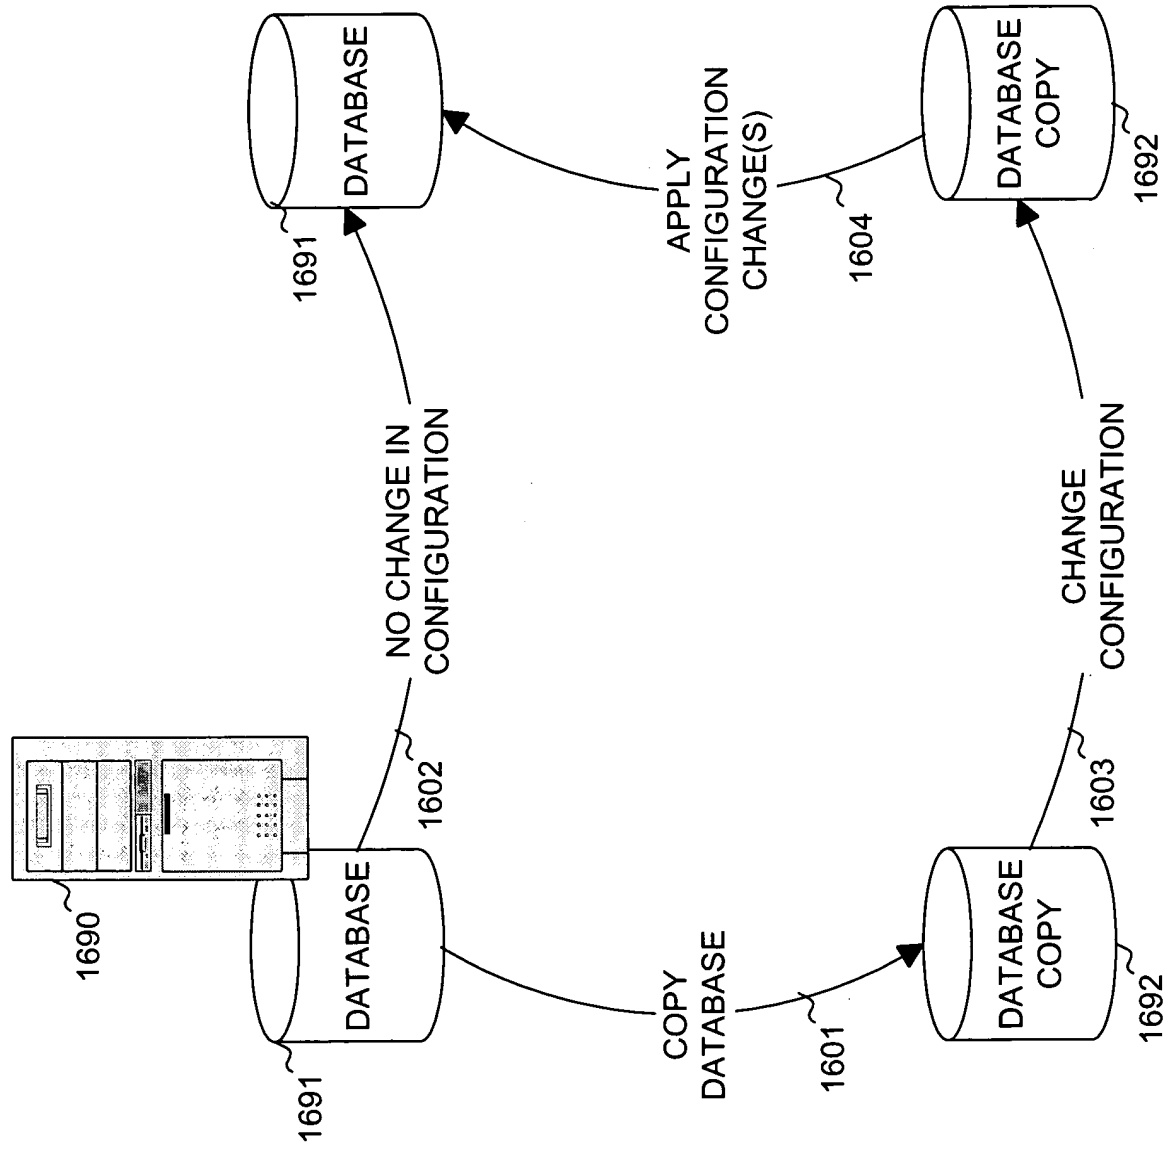 1690
1691
DATABASE
1602
NO CHANGE IN
CONFIGURATION
1691
DATABASE
COPY
DATABASE
1601
APPLY
CONFIGURATION
CHANGE(S)
1604
DATABASE
COPY
1692
1603
CHANGE
CONFIGURATION
DATABASE
COPY
1692